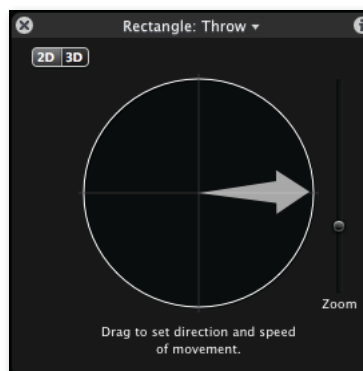 Rectangle: Throw
2D 3D
Zoom
Drag to set direction and speed
of movement.